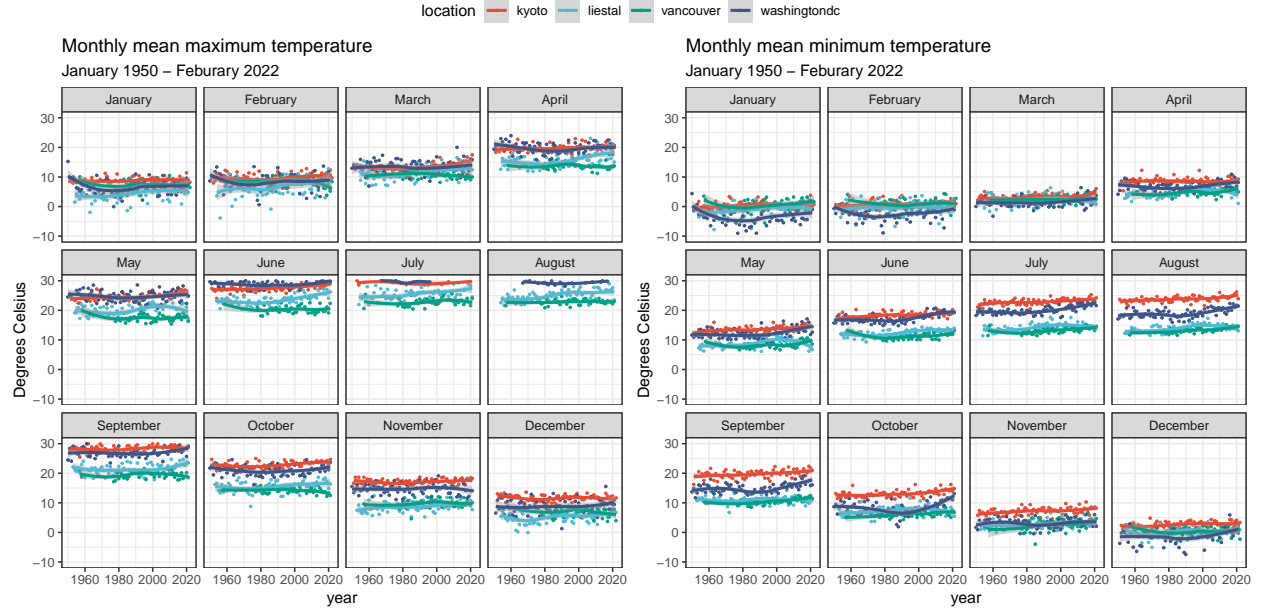 location kyoto liestal vancouver washingtondc
Monthly mean maximum temperature
January 1950 − Feburary 2022
January February March April
30
20
10
0
−10
May June July August
30
20
10
0
−10
September October November December
30
20
10
0
−10
1960 1980 2000 2020 1960 1980 2000 2020 1960 1980 2000 2020 1960 1980 2000 2020
year
Degrees Celsius
Monthly mean minimum temperature
January 1950 − Feburary 2022
January February March April
30
20
10
0
−10
May June July August
30
20
10
0
−10
September October November December
30
20
10
0
−10
1960 1980 2000 2020 1960 1980 2000 2020 1960 1980 2000 2020 1960 1980 2000 2020
year
Degrees Celsius